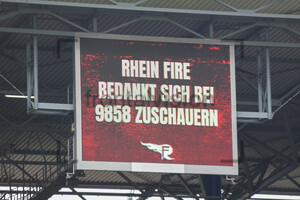 RHEIN FIRE
BEDANKT SICH BEI
9858 ZUSCHAUERN